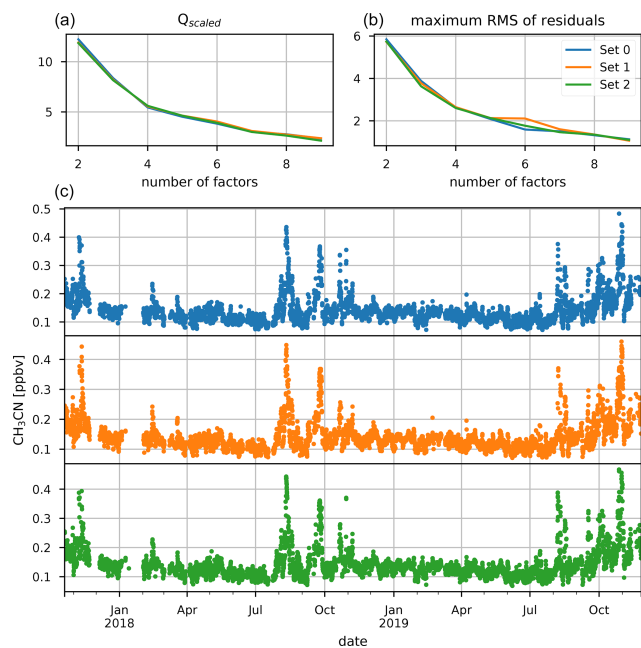 (a)
Q_scaled
10
5
2
4
6
8
number of factors
(b)
maximum RMS of residuals
Set 0
Set 1
Set 2
6
4
2
2
4
6
8
number of factors
(c)
0.5
0.4
0.3
0.2
0.1
0.4
0.3
0.2
0.1
0.4
0.3
0.2
0.1
CH₃CN [ppbv]
Jan Apr Jul Oct Jan Apr Jul Oct
2018 2019
date